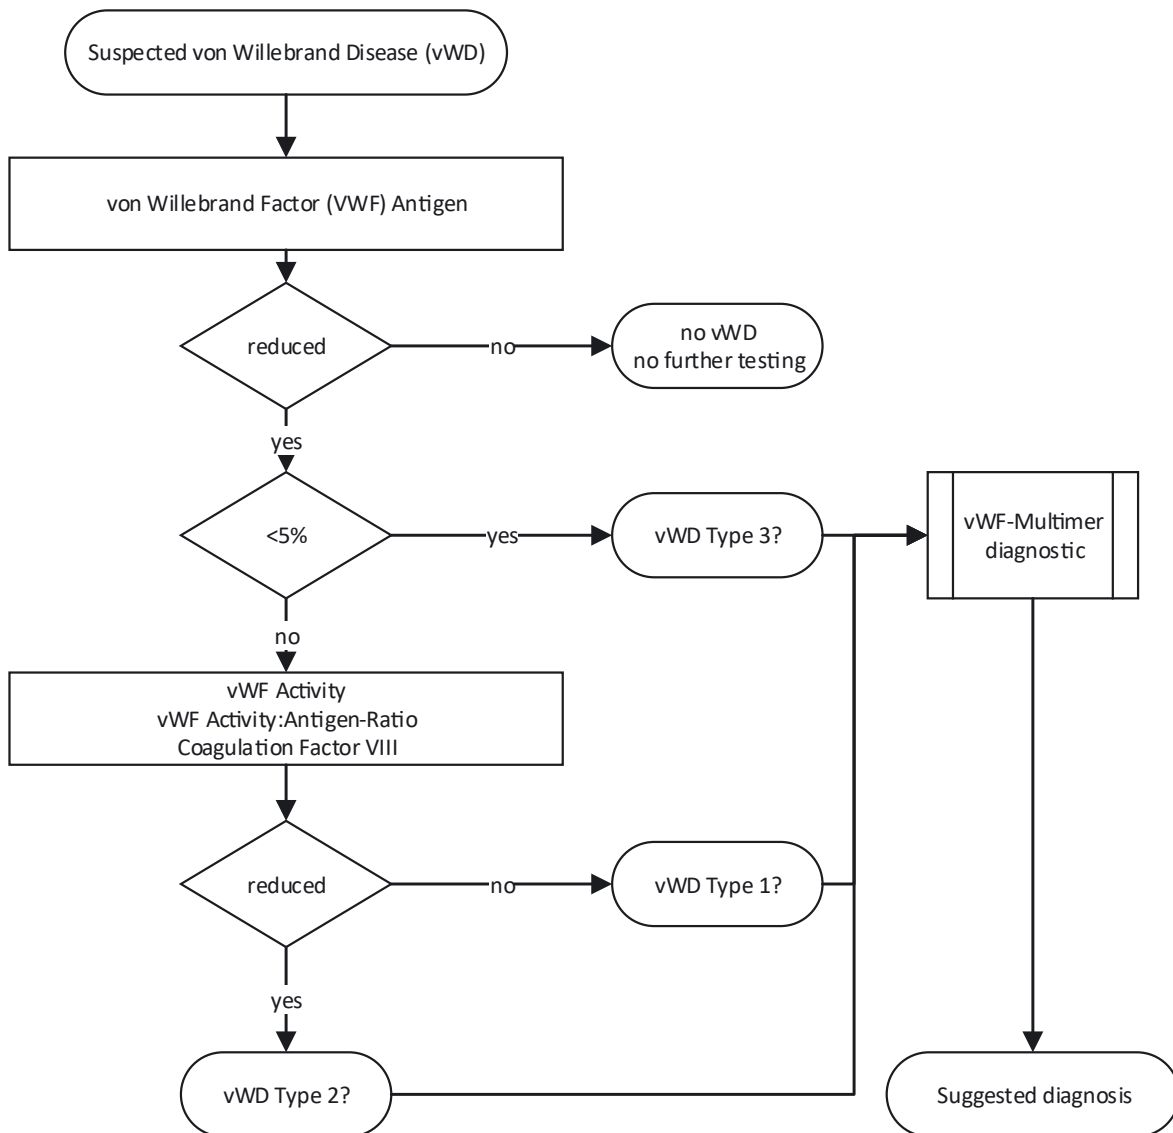 Suspected von Willebrand Disease (vWD)
von Willebrand Factor (VWF) Antigen
reduced
no
no vWD
no further testing
yes
<5%
yes
vWD Type 3?
vWF-Multimer
diagnostic
no
vWF Activity
vWF Activity:Antigen-Ratio
Coagulation Factor VIII
reduced
no
vWD Type 1?
yes
vWD Type 2?
Suggested diagnosis